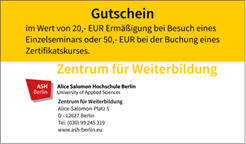 Gutschein
im Wert von 20,- EUR Ermäßigung bei Besuch eines
Einzelseminars oder 50,- EUR bei der Buchung eines
Zertifikatskurses.
Zentrum für Weiterbildung
ASH
Berlin
Alice Salomon Hochschule Berlin
University of Applied Sciences
Zentrum für Weiterbildung
Alice-Salomon-Platz 5
D - 12627 Berlin
Tel: (030) 99 245 319
www.ash-berlin.eu